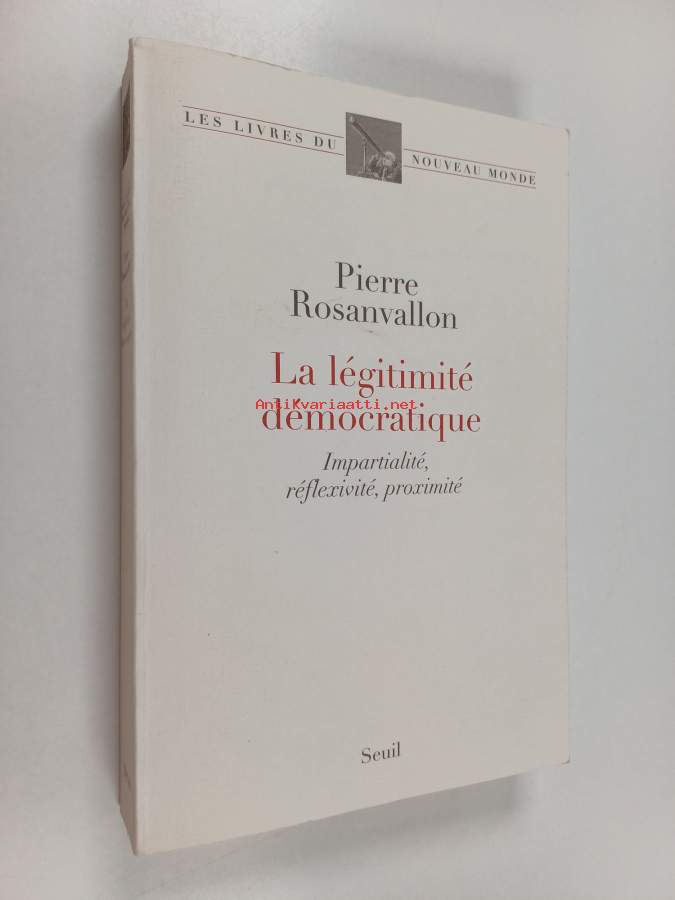 LES LIVRES DU NOUVEAU MONDE
Pierre
Rosanvallon
La légitimité
AntiKvariaatti.net
démocratique
Impartialité,
réflexivité, proximité
Seuil